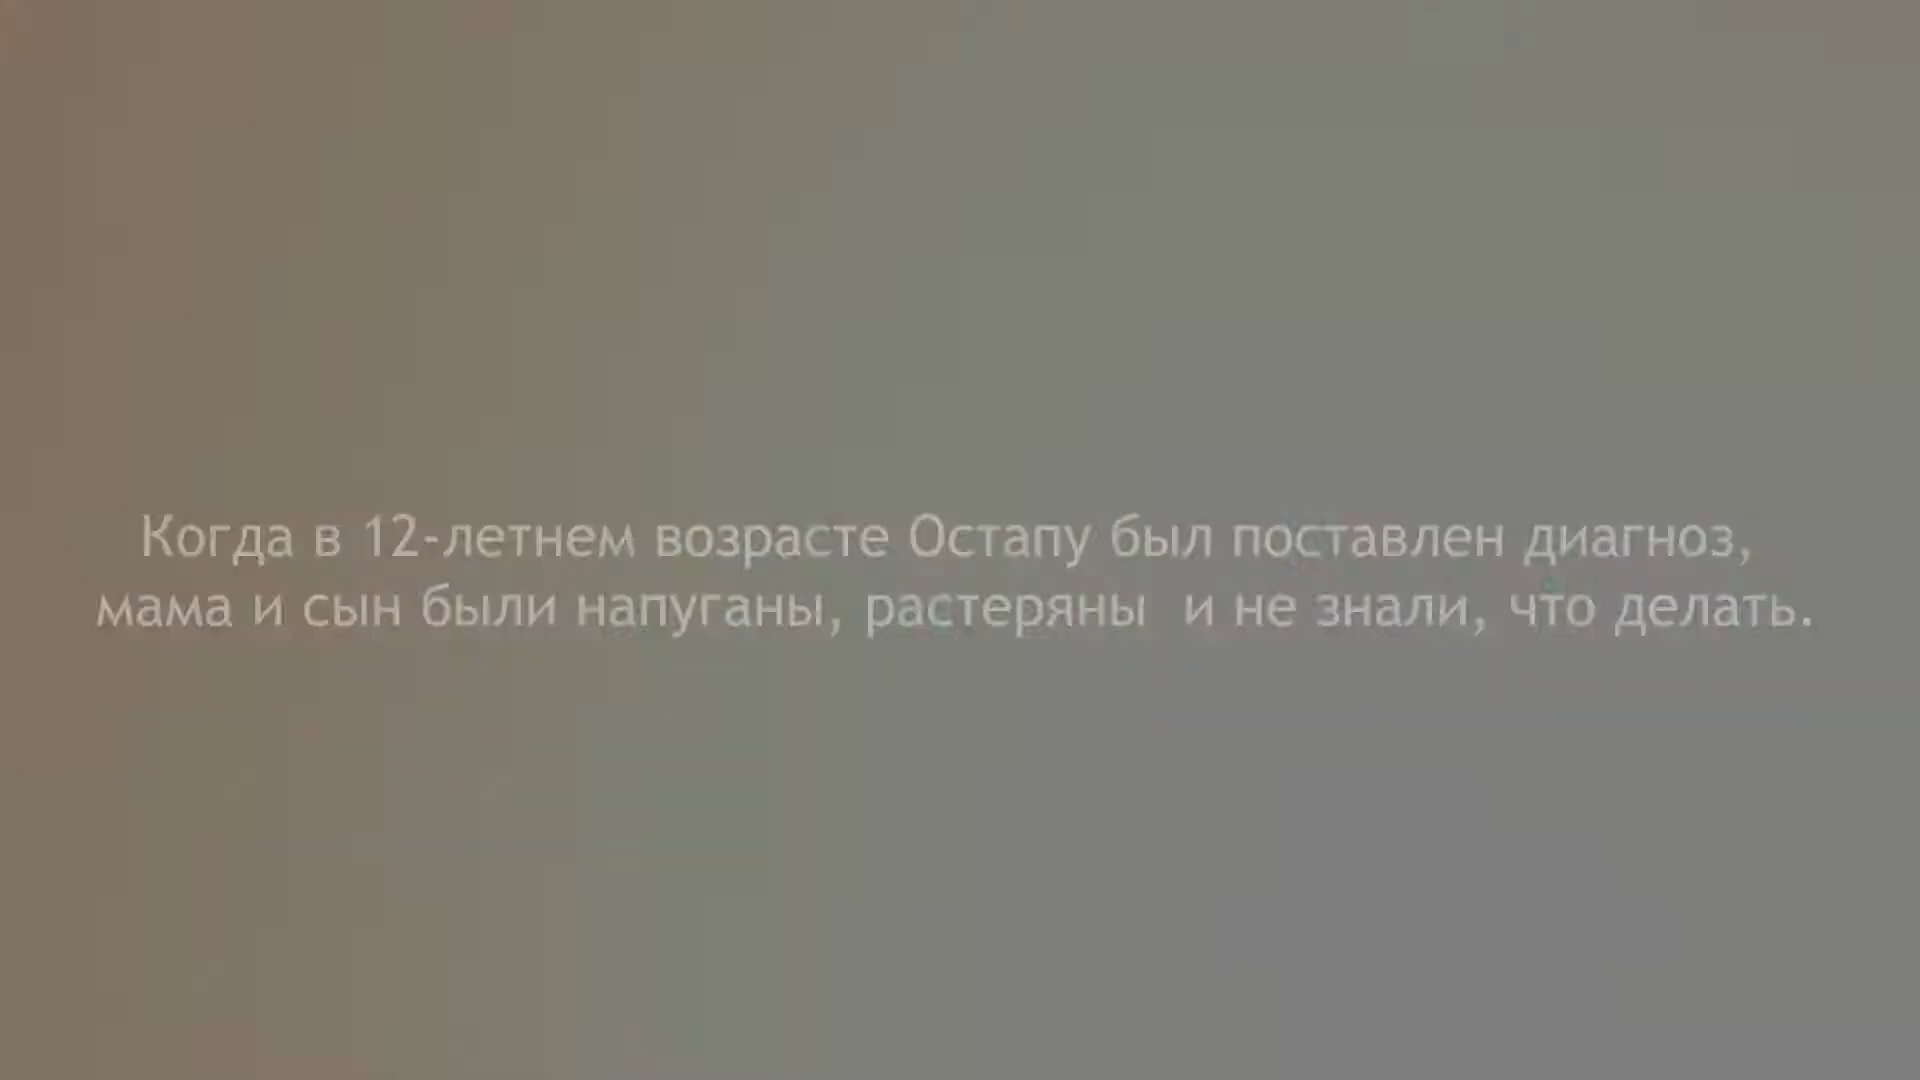 Когда в 12-летнем возрасте Остапу был поставлен диагноз,
мама и сын были напуганы, растеряны  и не знали, что делать.